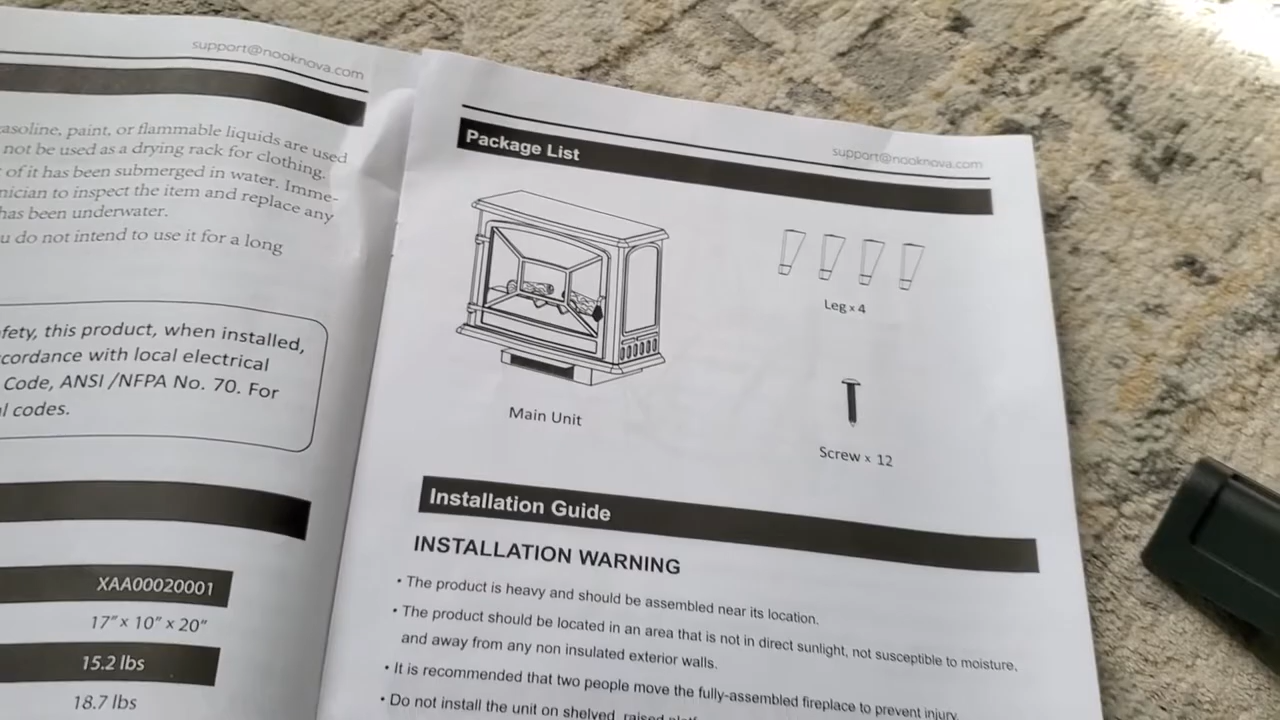 support@nooknova.com
gasoline, paint, or flammable liquids are used
not be used as a drying rack for clothing.
of it has been submerged in water. Imme-
nician to inspect the item and replace any
has been underwater.
u do not intend to use it for a long
fety, this product, when installed,
ccordance with local electrical
Code, ANSI /NFPA No. 70. For
l codes.
XAA00020001
17" x 10" x 20"
15.2 lbs
18.7 lbs
support@nooknova.com
Package List
Main Unit
Leg x 4
Screw x 12
Installation Guide
INSTALLATION WARNING
• The product is heavy and should be assembled near its location.
• The product should be located in an area that is not in direct sunlight, not susceptible to moisture,
and away from any non insulated exterior walls.
• It is recommended that two people move the fully-assembled fireplace to prevent injury.
• Do not install the unit on shelved, raised